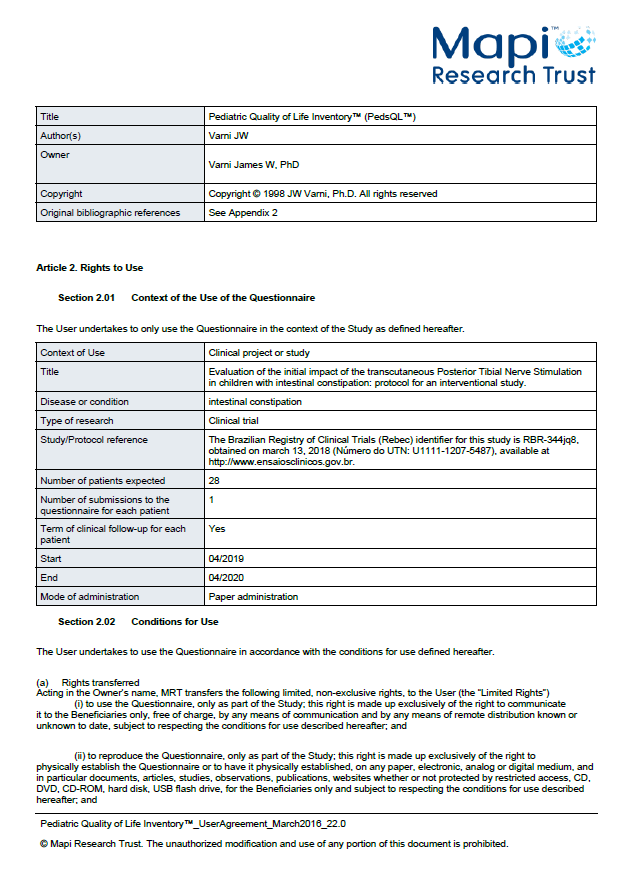 Mapi™
Research Trust
Title Pediatric Quality of Life Inventory™ (PedsQL™)
Author(s) Varni JW
Owner Varni James W, PhD
Copyright Copyright © 1998 JW Varni, Ph.D. All rights reserved
Original bibliographic references See Appendix 2
Article 2. Rights to Use
Section 2.01 Context of the Use of the Questionnaire
The User undertakes to only use the Questionnaire in the context of the Study as defined hereafter.
Context of Use Clinical project or study
Title Evaluation of the initial impact of the transcutaneous Posterior Tibial Nerve Stimulation
in children with intestinal constipation: protocol for an interventional study.
Disease or condition intestinal constipation
Type of research Clinical trial
Study/Protocol reference The Brazilian Registry of Clinical Trials (Rebec) identifier for this study is RBR-344jq8,
obtained on march 13, 2018 (Número do UTN: U1111-1207-5487), available at
http://www.ensaiosclinicos.gov.br.
Number of patients expected 28
Number of submissions to the 1
questionnaire for each patient
Term of clinical follow-up for each Yes
patient
Start 04/2019
End 04/2020
Mode of administration Paper administration
Section 2.02 Conditions for Use
The User undertakes to use the Questionnaire in accordance with the conditions for use defined hereafter.
(a) Rights transferred
Acting in the Owner's name, MRT transfers the following limited, non-exclusive rights, to the User (the "Limited Rights")
(i) to use the Questionnaire, only as part of the Study; this right is made up exclusively of the right to communicate
it to the Beneficiaries only, free of charge, by any means of communication and by any means of remote distribution known or
unknown to date, subject to respecting the conditions for use described hereafter; and
(ii) to reproduce the Questionnaire, only as part of the Study; this right is made up exclusively of the right to
physically establish the Questionnaire or to have it physically established, on any paper, electronic, analog or digital medium, and
in particular documents, articles, studies, observations, publications, websites whether or not protected by restricted access, CD,
DVD, CD-ROM, hard disk, USB flash drive, for the Beneficiaries only and subject to respecting the conditions for use described
hereafter; and
Pediatric Quality of Life Inventory™_UserAgreement_March2016_22.0
© Mapi Research Trust. The unauthorized modification and use of any portion of this document is prohibited.